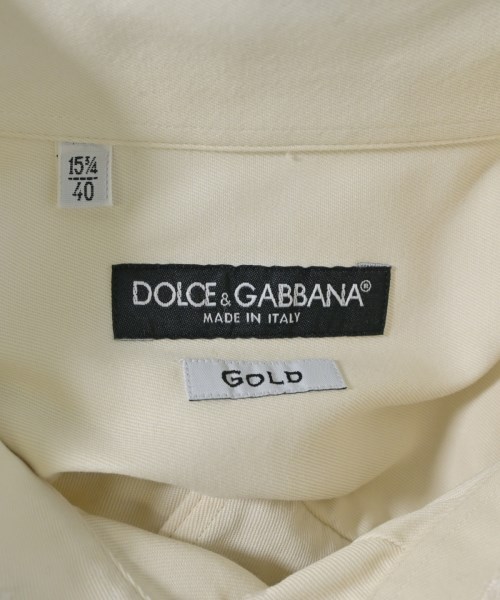 15¾
40
DOLCE & GABBANA®
MADE IN ITALY
GOLD